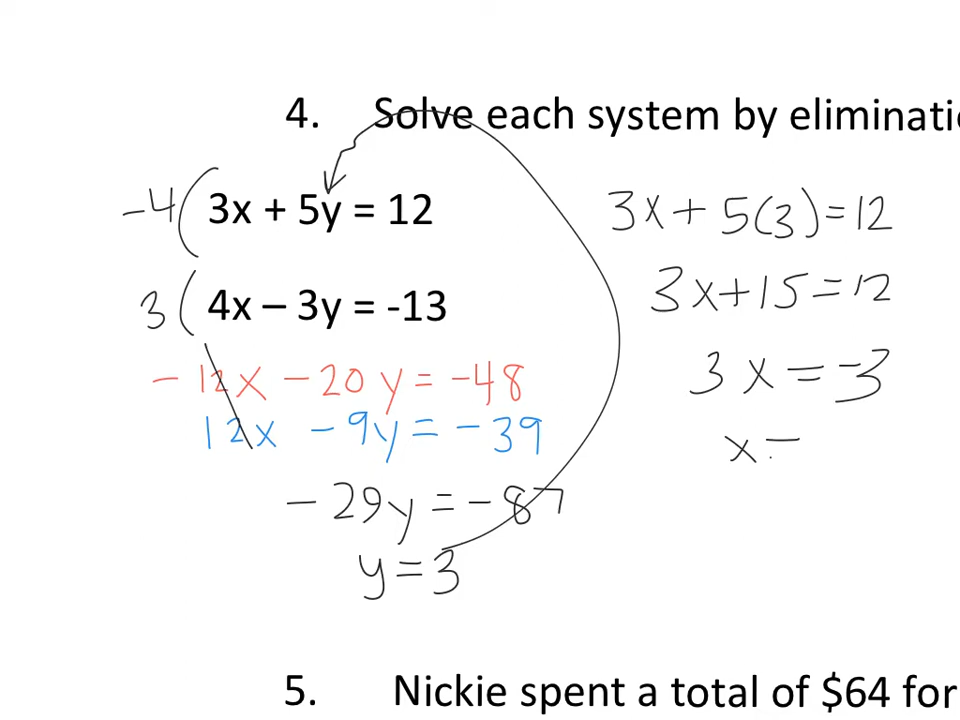 4. Solve each system by eliminati
-4( 3x + 5y = 12
3( 4x – 3y = -13
-12x - 20y = -48
12x - 9y = -39
-29y = -87
y = 3
3x + 5(3) = 12
3x + 15 = 12
3x = -3
x =
5. Nickie spent a total of $64 for